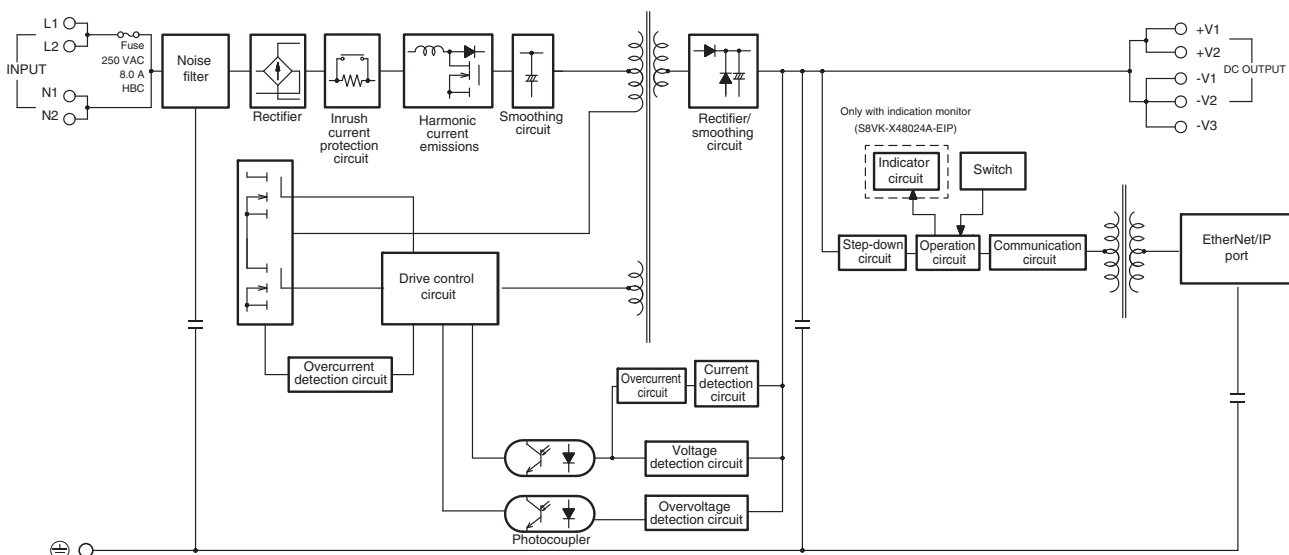 L1
L2
INPUT
N1
N2
Fuse
250 VAC
8.0 A
HBC
Noise
filter
Rectifier
Inrush
current
protection
circuit
Harmonic
current
emissions
Smoothing
circuit
Rectifier/
smoothing
circuit
+V1
+V2
DC OUTPUT
-V1
-V2
-V3
Only with indication monitor
(S8VK-X48024A-EIP)
Indicator
circuit
Switch
Step-down
circuit
Operation
circuit
Communication
circuit
EtherNet/IP
port
Drive control
circuit
Overcurrent
detection circuit
Overcurrent
circuit
Current
detection
circuit
Voltage
detection circuit
Overvoltage
detection circuit
Photocoupler